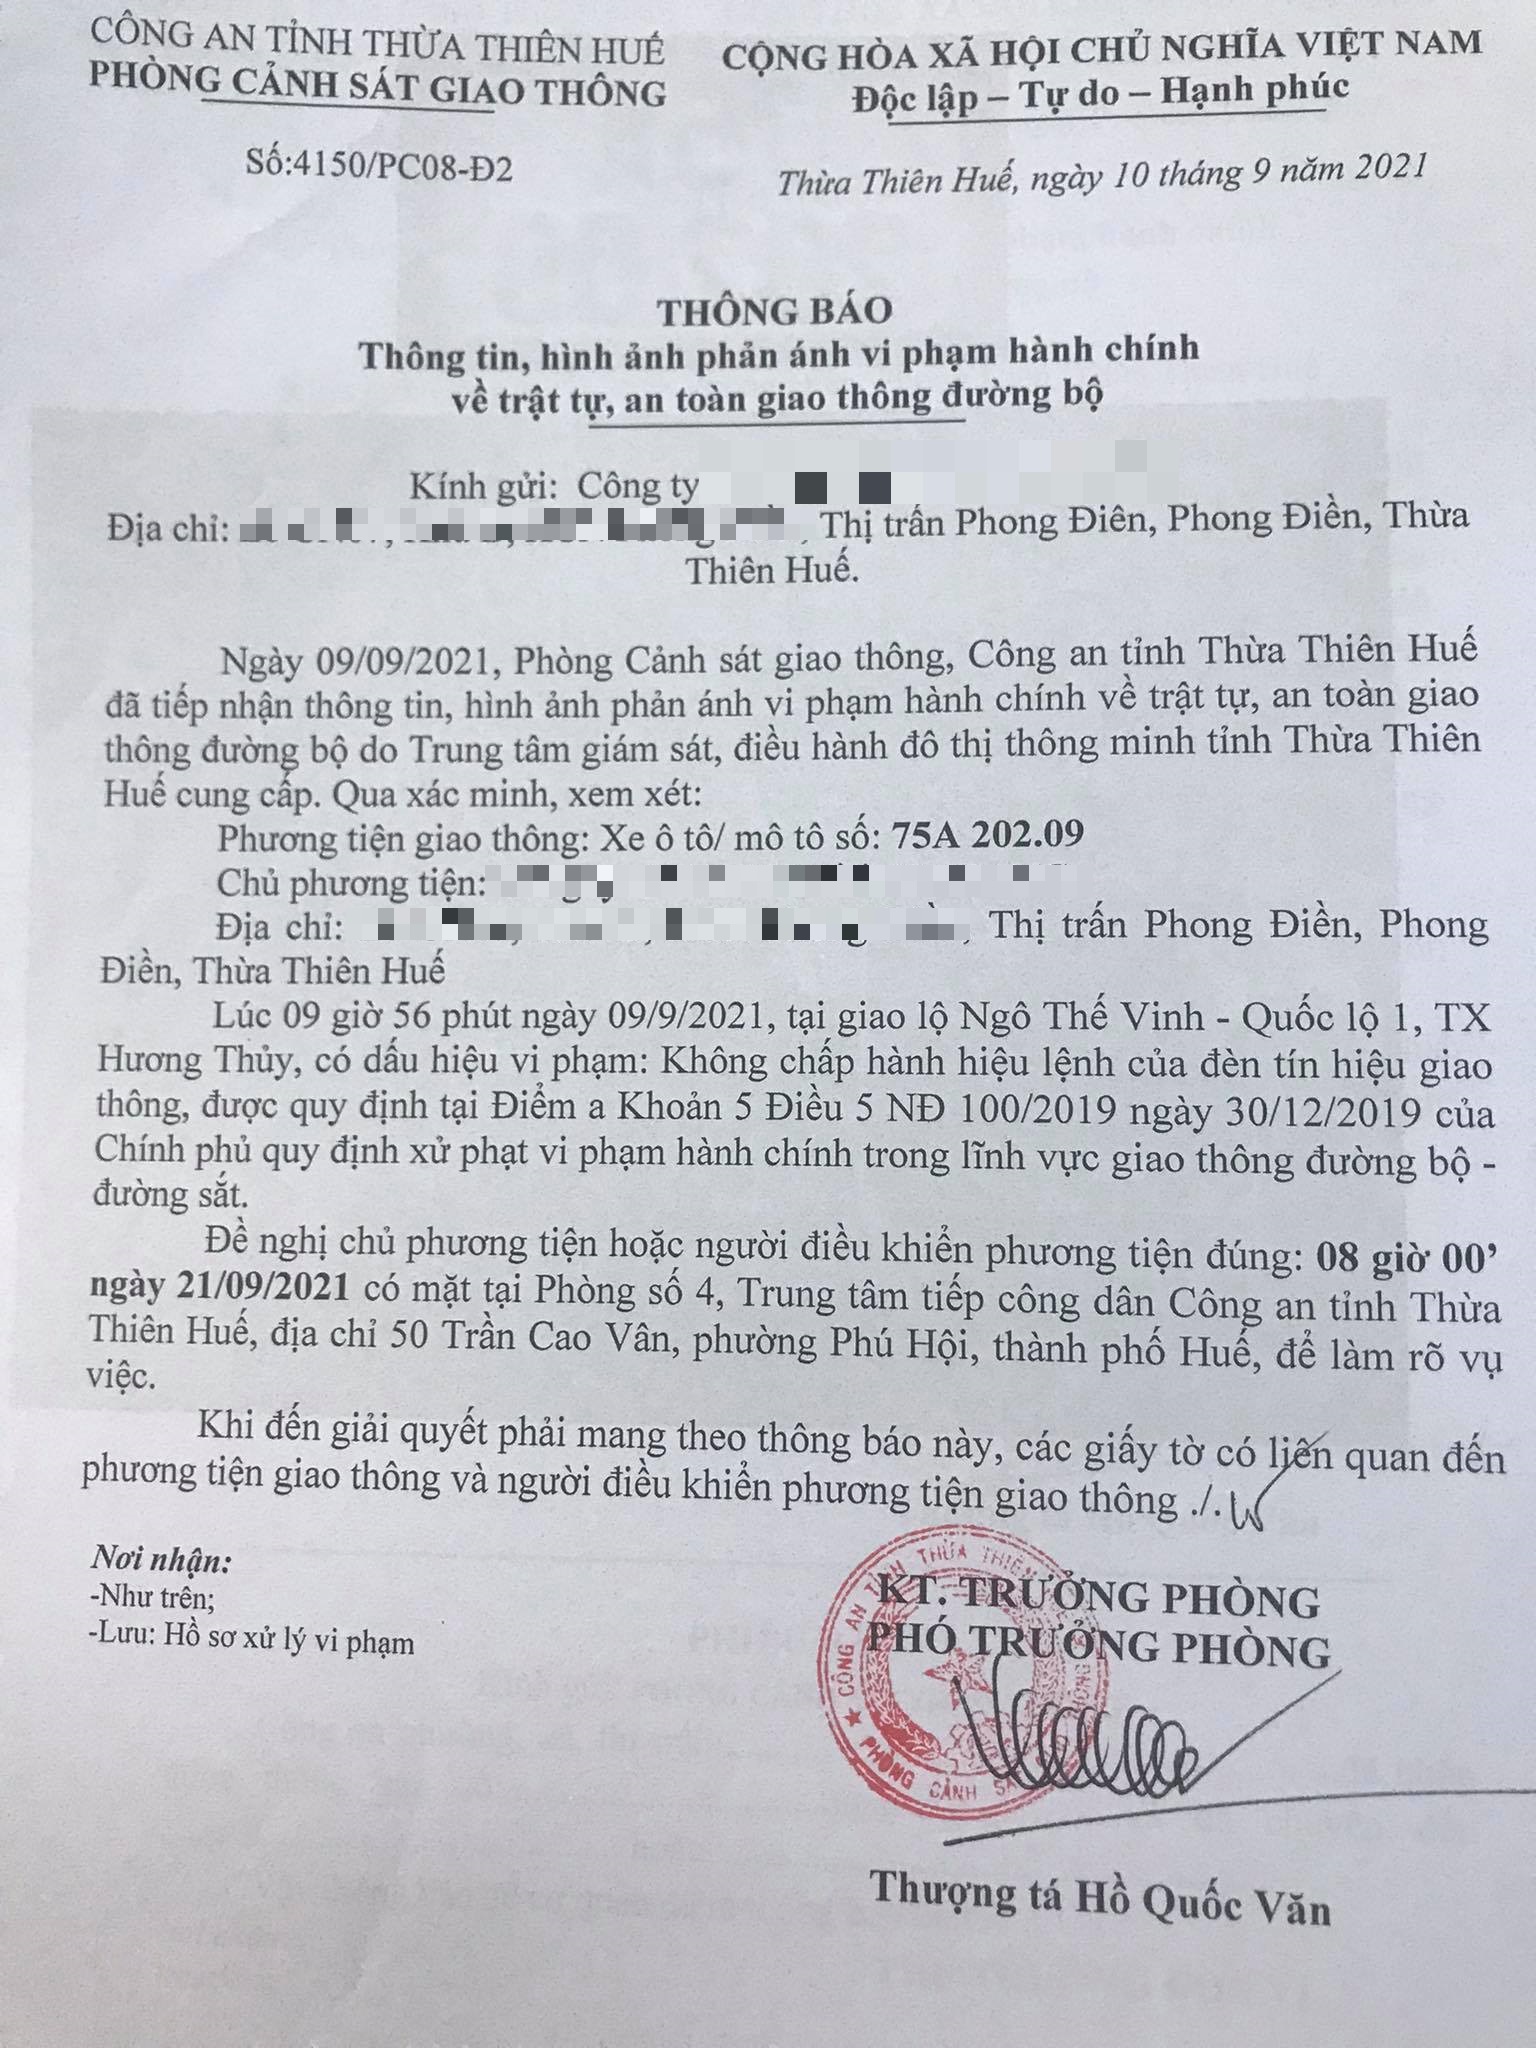 CÔNG AN TỈNH THỪA THIÊN HUẾ
PHÒNG CẢNH SÁT GIAO THÔNG
Số:4150/PC08-Đ2
CỘNG HÒA XÃ HỘI CHỦ NGHĨA VIỆT NAM
Độc lập – Tự do – Hạnh phúc
Thừa Thiên Huế, ngày 10 tháng 9 năm 2021
THÔNG BÁO
Thông tin, hình ảnh phản ánh vi phạm hành chính
về trật tự, an toàn giao thông đường bộ
Kính gửi: Công ty
Địa chỉ: , Thị trấn Phong Điên, Phong Điền, Thừa
Thiên Huế.
Ngày 09/09/2021, Phòng Cảnh sát giao thông, Công an tỉnh Thừa Thiên Huế
đã tiếp nhận thông tin, hình ảnh phản ánh vi phạm hành chính về trật tự, an toàn giao
thông đường bộ do Trung tâm giám sát, điều hành đô thị thông minh tỉnh Thừa Thiên
Huế cung cấp. Qua xác minh, xem xét:
Phương tiện giao thông: Xe ô tô/ mô tô số: 75A 202.09
Chủ phương tiện:
Địa chỉ: , Thị trấn Phong Điền, Phong
Điền, Thừa Thiên Huế
Lúc 09 giờ 56 phút ngày 09/9/2021, tại giao lộ Ngô Thế Vinh - Quốc lộ 1, TX
Hương Thủy, có dấu hiệu vi phạm: Không chấp hành hiệu lệnh của đèn tín hiệu giao
thông, được quy định tại Điểm a Khoản 5 Điều 5 NĐ 100/2019 ngày 30/12/2019 của
Chính phủ quy định xử phạt vi phạm hành chính trong lĩnh vực giao thông đường bộ -
đường sắt.
Đề nghị chủ phương tiện hoặc người điều khiển phương tiện đúng: 08 giờ 00’
ngày 21/09/2021 có mặt tại Phòng số 4, Trung tâm tiếp công dân Công an tỉnh Thừa
Thiên Huế, địa chỉ 50 Trần Cao Vân, phường Phú Hội, thành phố Huế, để làm rõ vụ
việc.
Khi đến giải quyết phải mang theo thông báo này, các giấy tờ có liên quan đến
phương tiện giao thông và người điều khiển phương tiện giao thông ./.
Nơi nhận:
-Như trên;
-Lưu: Hồ sơ xử lý vi phạm
KT. TRƯỞNG PHÒNG
PHÓ TRƯỞNG PHÒNG
CÔNG AN TỈNH THỪA THIÊN
PHÒNG CẢNH SÁ
Thượng tá Hồ Quốc Văn